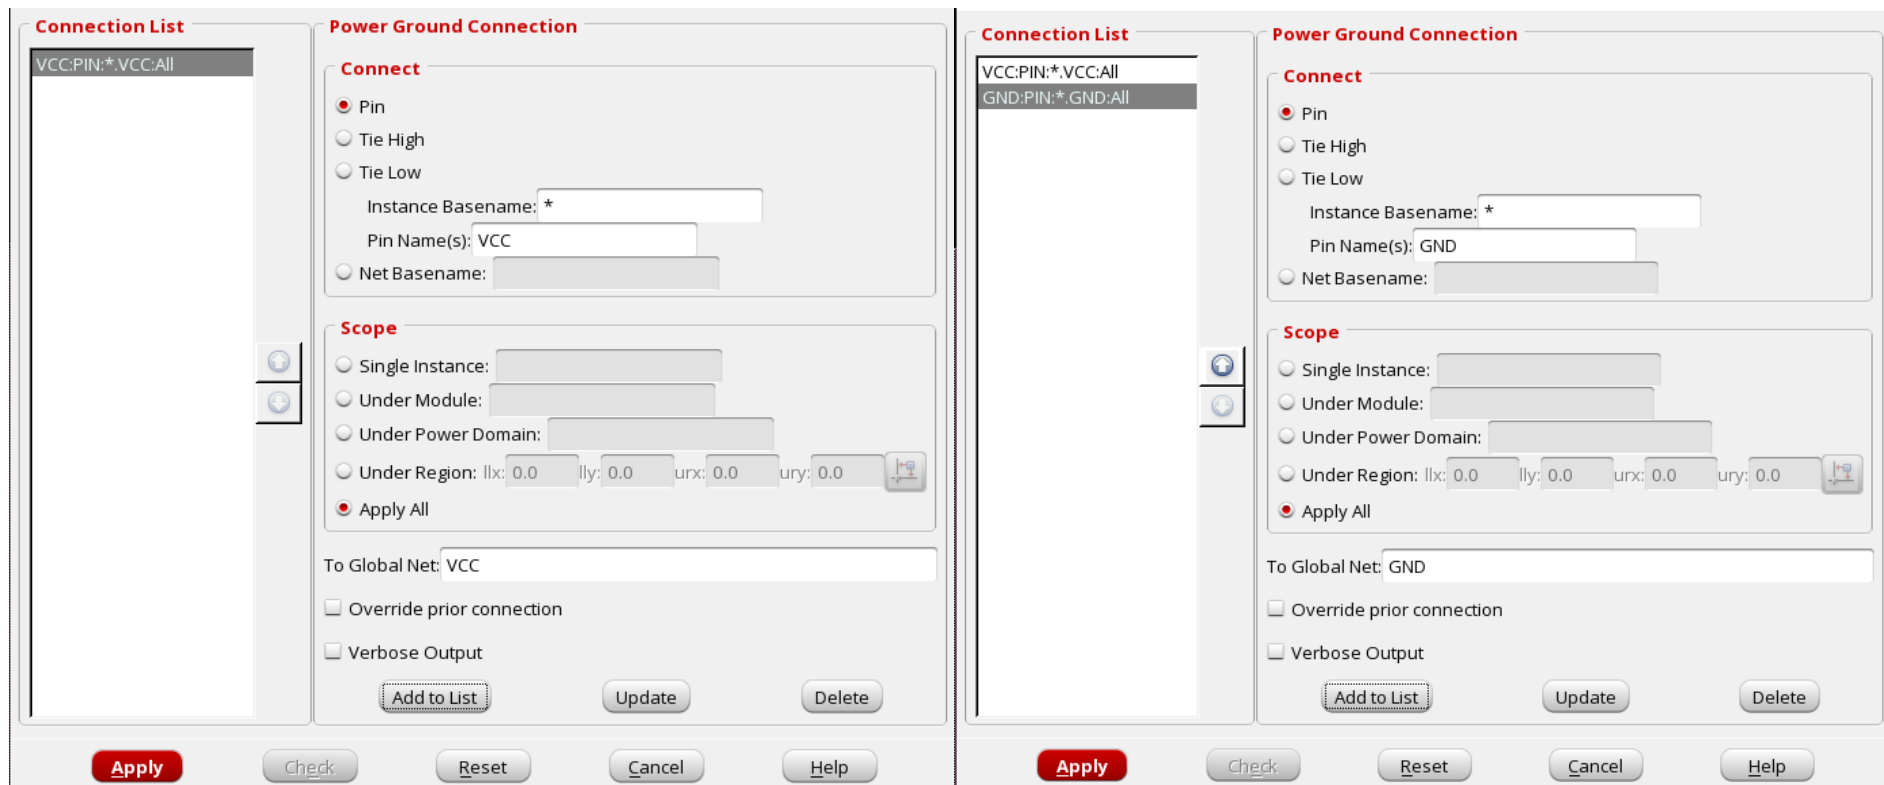 Connection List
VCC:PIN:*.VCC:All
Power Ground Connection
Connect
Pin
Tie High
Tie Low
Instance Basename: *
Pin Name(s): VCC
Net Basename:
Scope
Single Instance:
Under Module:
Under Power Domain:
Under Region: llx: 0.0 lly: 0.0 urx: 0.0 ury: 0.0
Apply All
To Global Net: VCC
Override prior connection
Verbose Output
Add to List Update Delete
Apply Check Reset Cancel Help
Connection List
VCC:PIN:*.VCC:All
GND:PIN:*.GND:All
Power Ground Connection
Connect
Pin
Tie High
Tie Low
Instance Basename: *
Pin Name(s): GND
Net Basename:
Scope
Single Instance:
Under Module:
Under Power Domain:
Under Region: llx: 0.0 lly: 0.0 urx: 0.0 ury: 0.0
Apply All
To Global Net: GND
Override prior connection
Verbose Output
Add to List Update Delete
Apply Check Reset Cancel Help